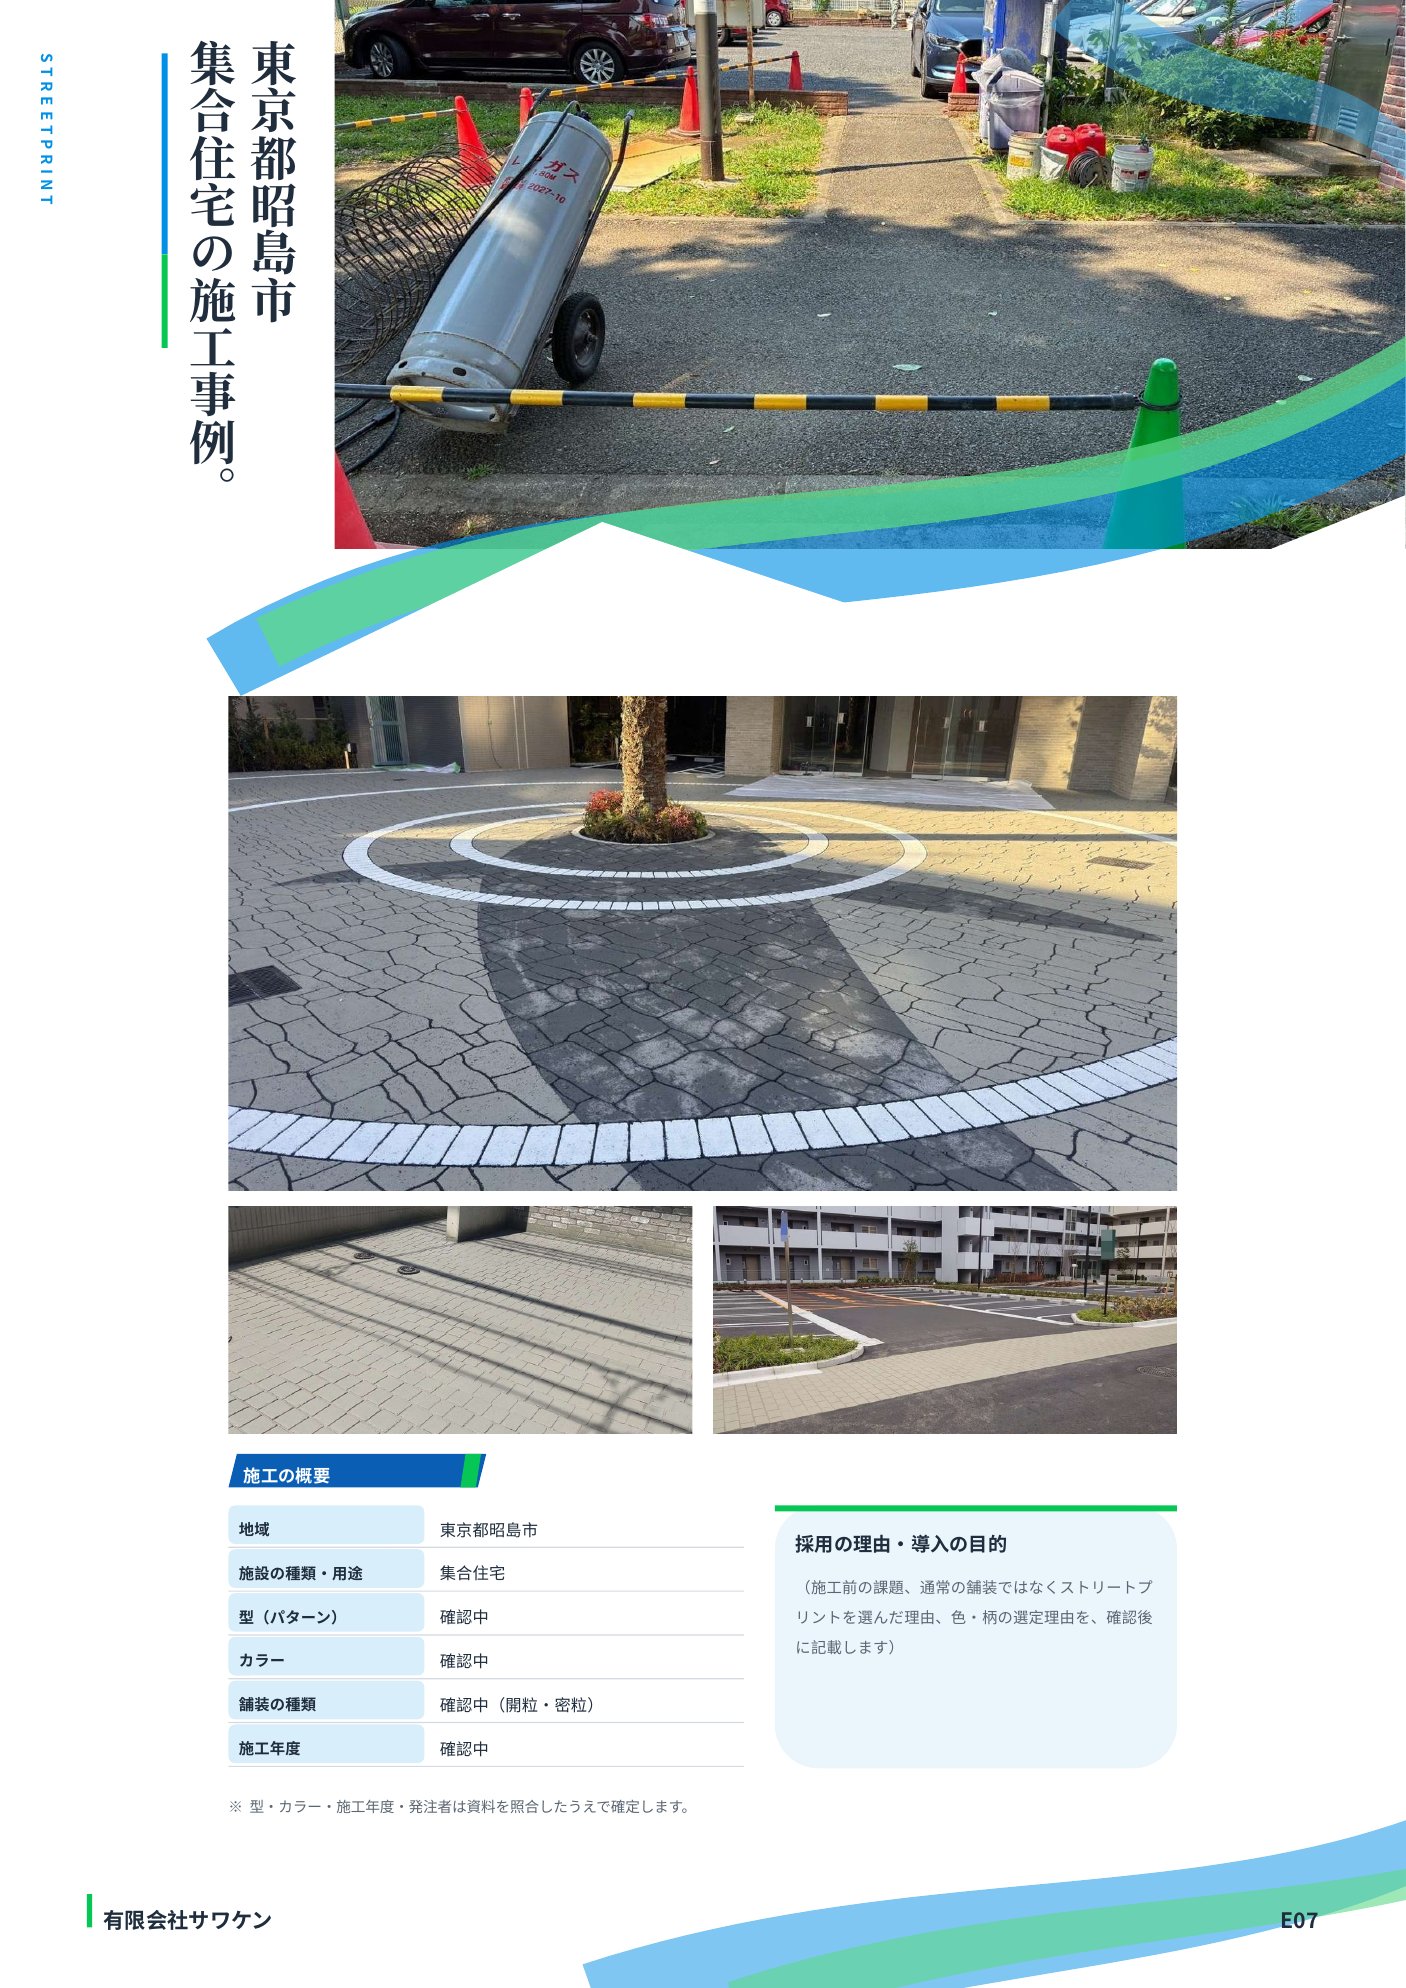 STREETPRINT
東京都昭島市
集合住宅の施工事例。
ガス
2027-10
施工の概要
地域
東京都昭島市
施設の種類・用途
集合住宅
型（パターン）
確認中
カラー
確認中
舗装の種類
確認中（開粒・密粒）
施工年度
確認中
採用の理由・導入の目的
（施工前の課題、通常の舗装ではなくストリートプ
リントを選んだ理由、色・柄の選定理由を、確認後
に記載します）
※ 型・カラー・施工年度・発注者は資料を照合したうえで確定します。
有限会社サワケン
E07